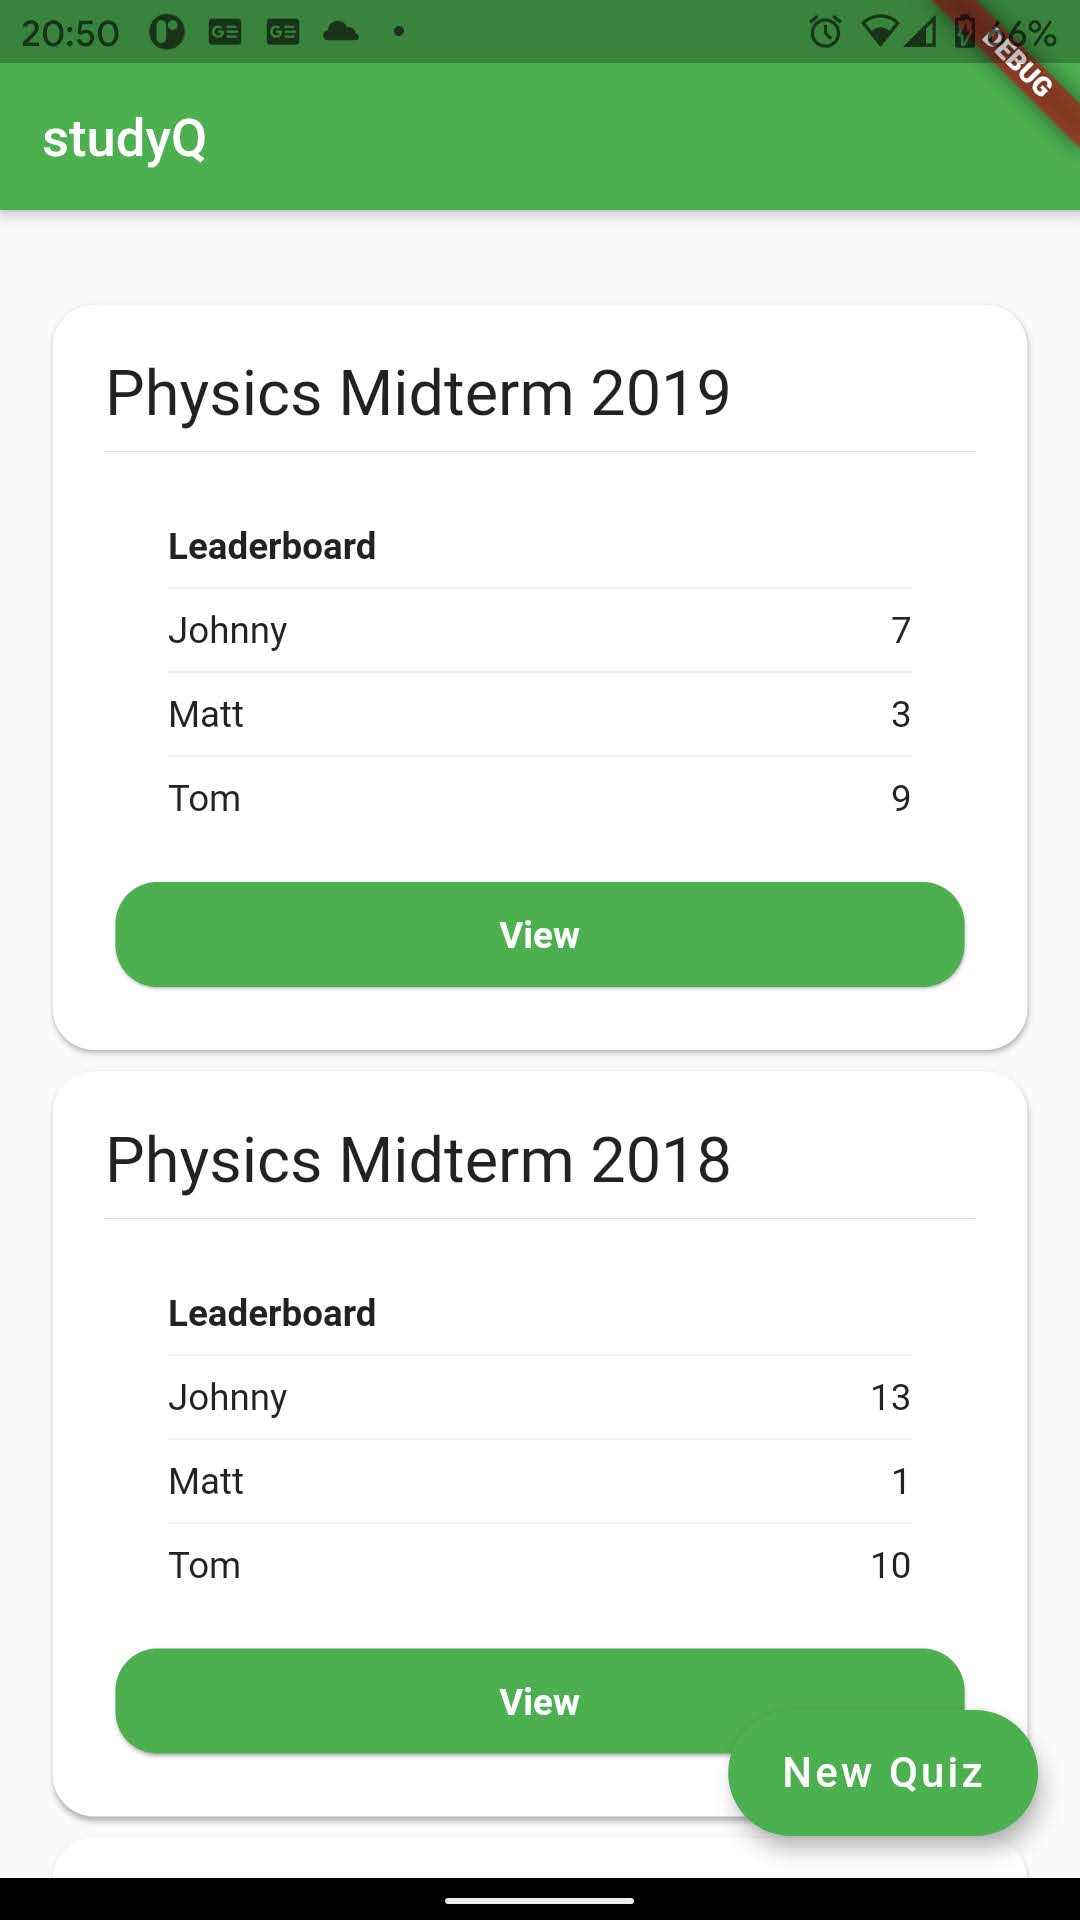 20:50
66%
DEBUG
studyQ
Physics Midterm 2019
Leaderboard
Johnny 7
Matt 3
Tom 9
View
Physics Midterm 2018
Leaderboard
Johnny 13
Matt 1
Tom 10
View
New Quiz